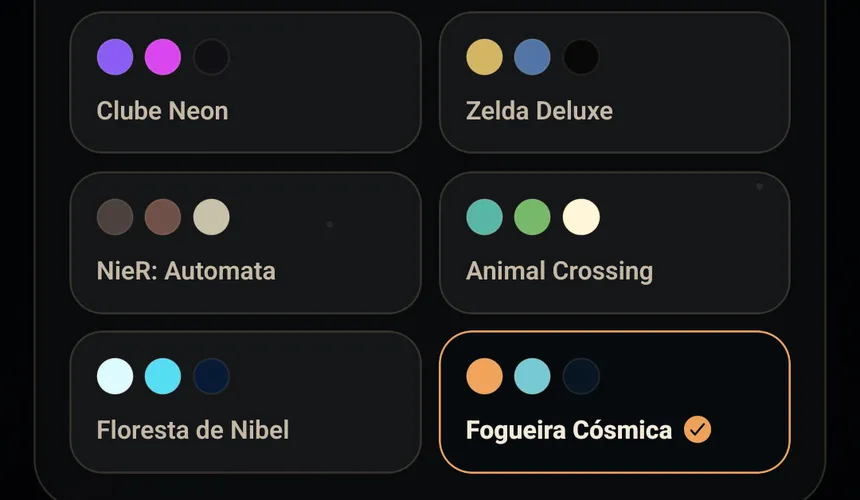 Clube Neon
Zelda Deluxe
NieR: Automata
Animal Crossing
Floresta de Nibel
Fogueira Cósmica